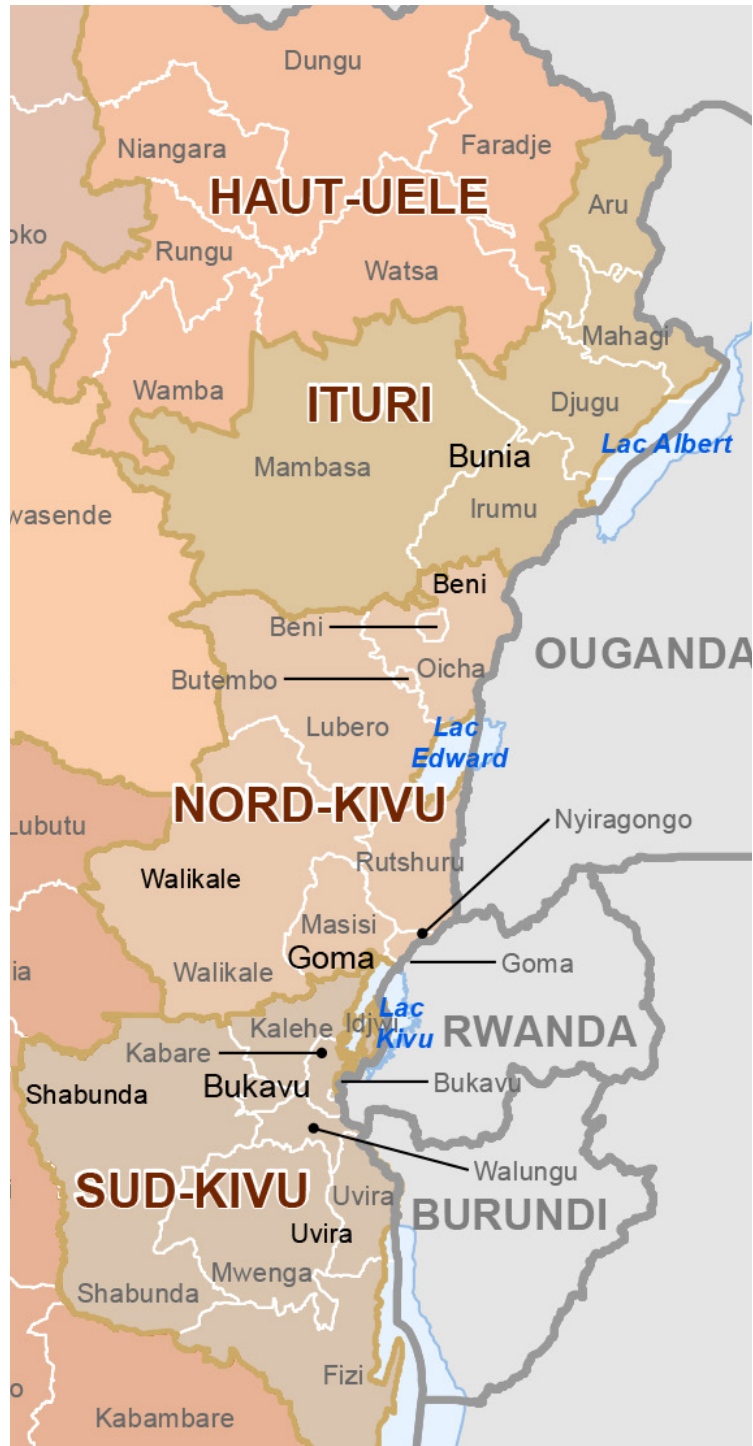 Dungu
Niangara
Faradje
HAUT-UELE
Aru
oko
Rungu
Watsa
Mahagi
Wamba
ITURI
Djugu
Lac Albert
Bunia
Mambasa
wasende
Irumu
Beni
Beni
OUGANDA
Oicha
Butembo
Lubero
Lac
Edward
NORD-KIVU
Nyiragongo
Lubutu
Rutshuru
Walikale
Masisi
Goma
Goma
ia
Walikale
Lac
Kivu
Idjwi
Kalehe
RWANDA
Kabare
Bukavu
Bukavu
Shabunda
Walungu
SUD-KIVU
Uvira
BURUNDI
Uvira
Mwenga
Shabunda
Fizi
o
Kabambare